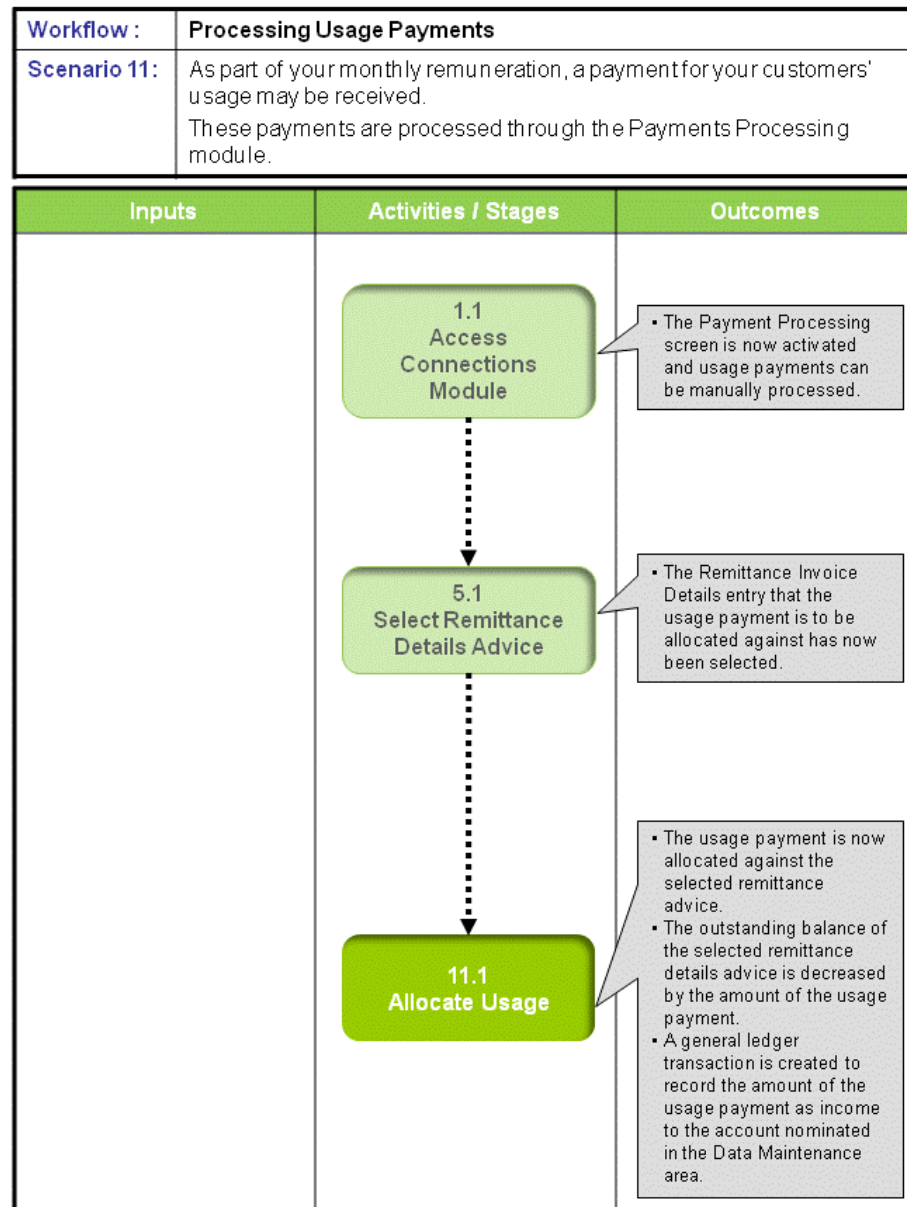 Workflow :
Processing Usage Payments
Scenario 11:
As part of your monthly remuneration, a payment for your customers'
usage may be received.
These payments are processed through the Payments Processing
module.
Inputs
Activities / Stages
Outcomes
1.1
Access
Connections
Module
▪ The Payment Processing
screen is now activated
and usage payments can
be manually processed.
5.1
Select Remittance
Details Advice
▪ The Remittance Invoice
Details entry that the
usage payment is to be
allocated against has now
been selected.
11.1
Allocate Usage
▪ The usage payment is now
allocated against the
selected remittance
advice.
▪ The outstanding balance of
the selected remittance
details advice is decreased
by the amount of the usage
payment.
▪ A general ledger
transaction is created to
record the amount of the
usage payment as income
to the account nominated
in the Data Maintenance
area.